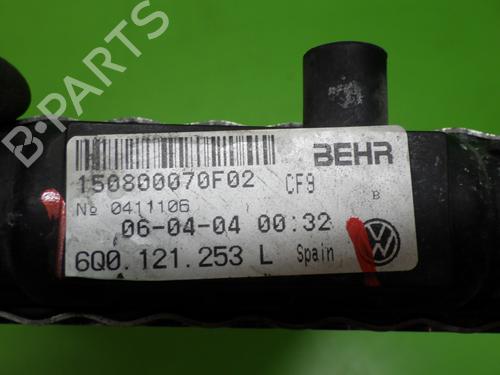 B-PARTS
BEHR
150800070F02 CF9
№ 0411106 B
06-04-04 00:32
6Q0.121.253 L Spain